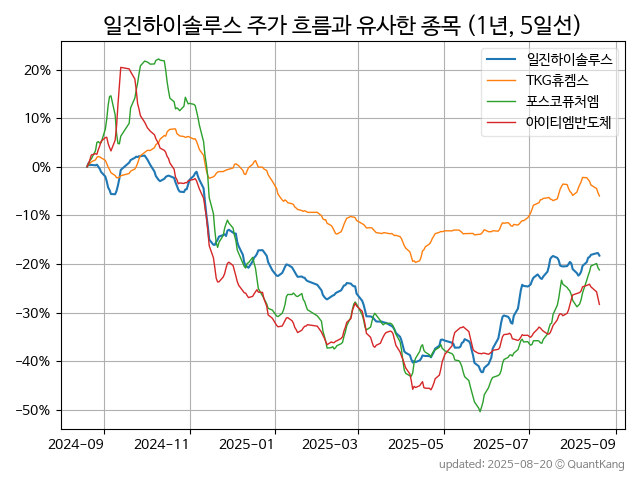 일진하이솔루스 주가 흐름과 유사한 종목 (1년, 5일선)
일진하이솔루스
TKG휴켐스
포스코퓨처엠
아이티엠반도체
20%
10%
0%
−10%
−20%
−30%
−40%
−50%
2024-09 2024-11 2025-01 2025-03 2025-05 2025-07 2025-09
updated: 2025-08-20 © QuantKang